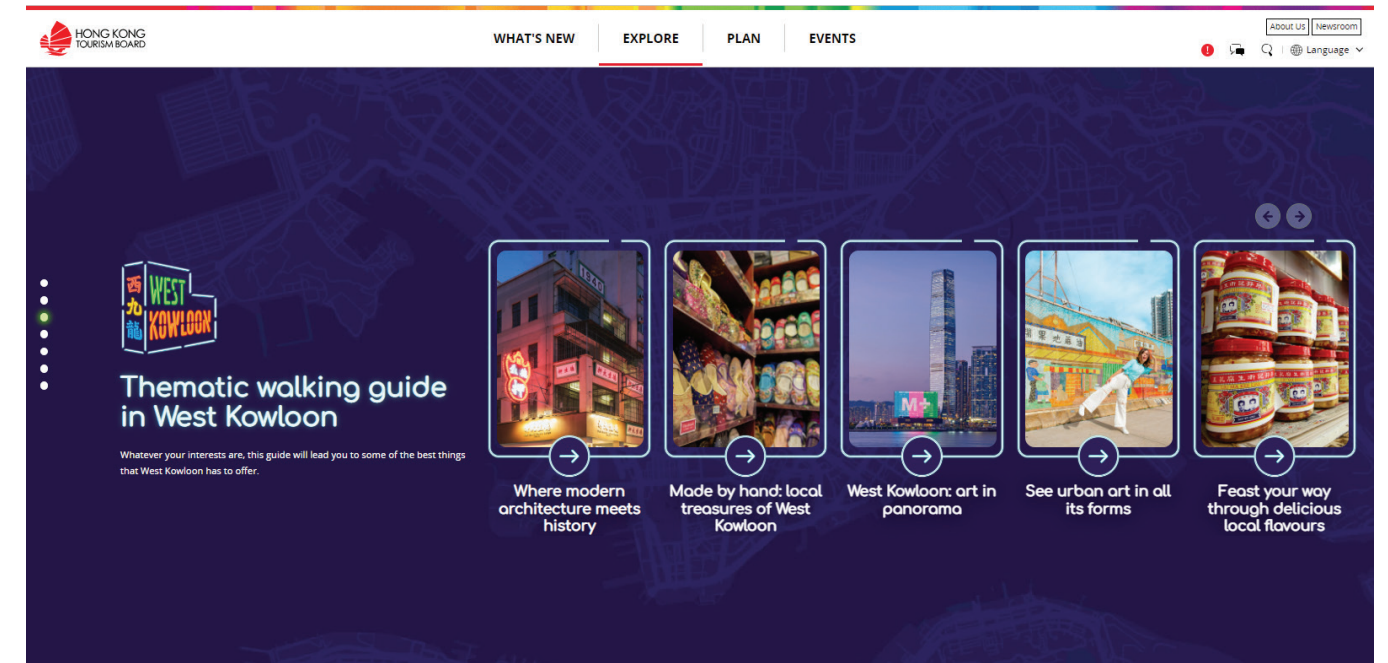 HONG KONG
TOURISM BOARD
WHAT'S NEW
EXPLORE
PLAN
EVENTS
About Us
Newsroom
Language
西九龍
WEST
KOWLOON
Thematic walking guide
in West Kowloon
Whatever your interests are, this guide will lead you to some of the best things
that West Kowloon has to offer.
1940
M+
Where modern
architecture meets
history
Made by hand: local
treasures of West
Kowloon
West Kowloon: art in
panorama
See urban art in all
its forms
Feast your way
through delicious
local flavours